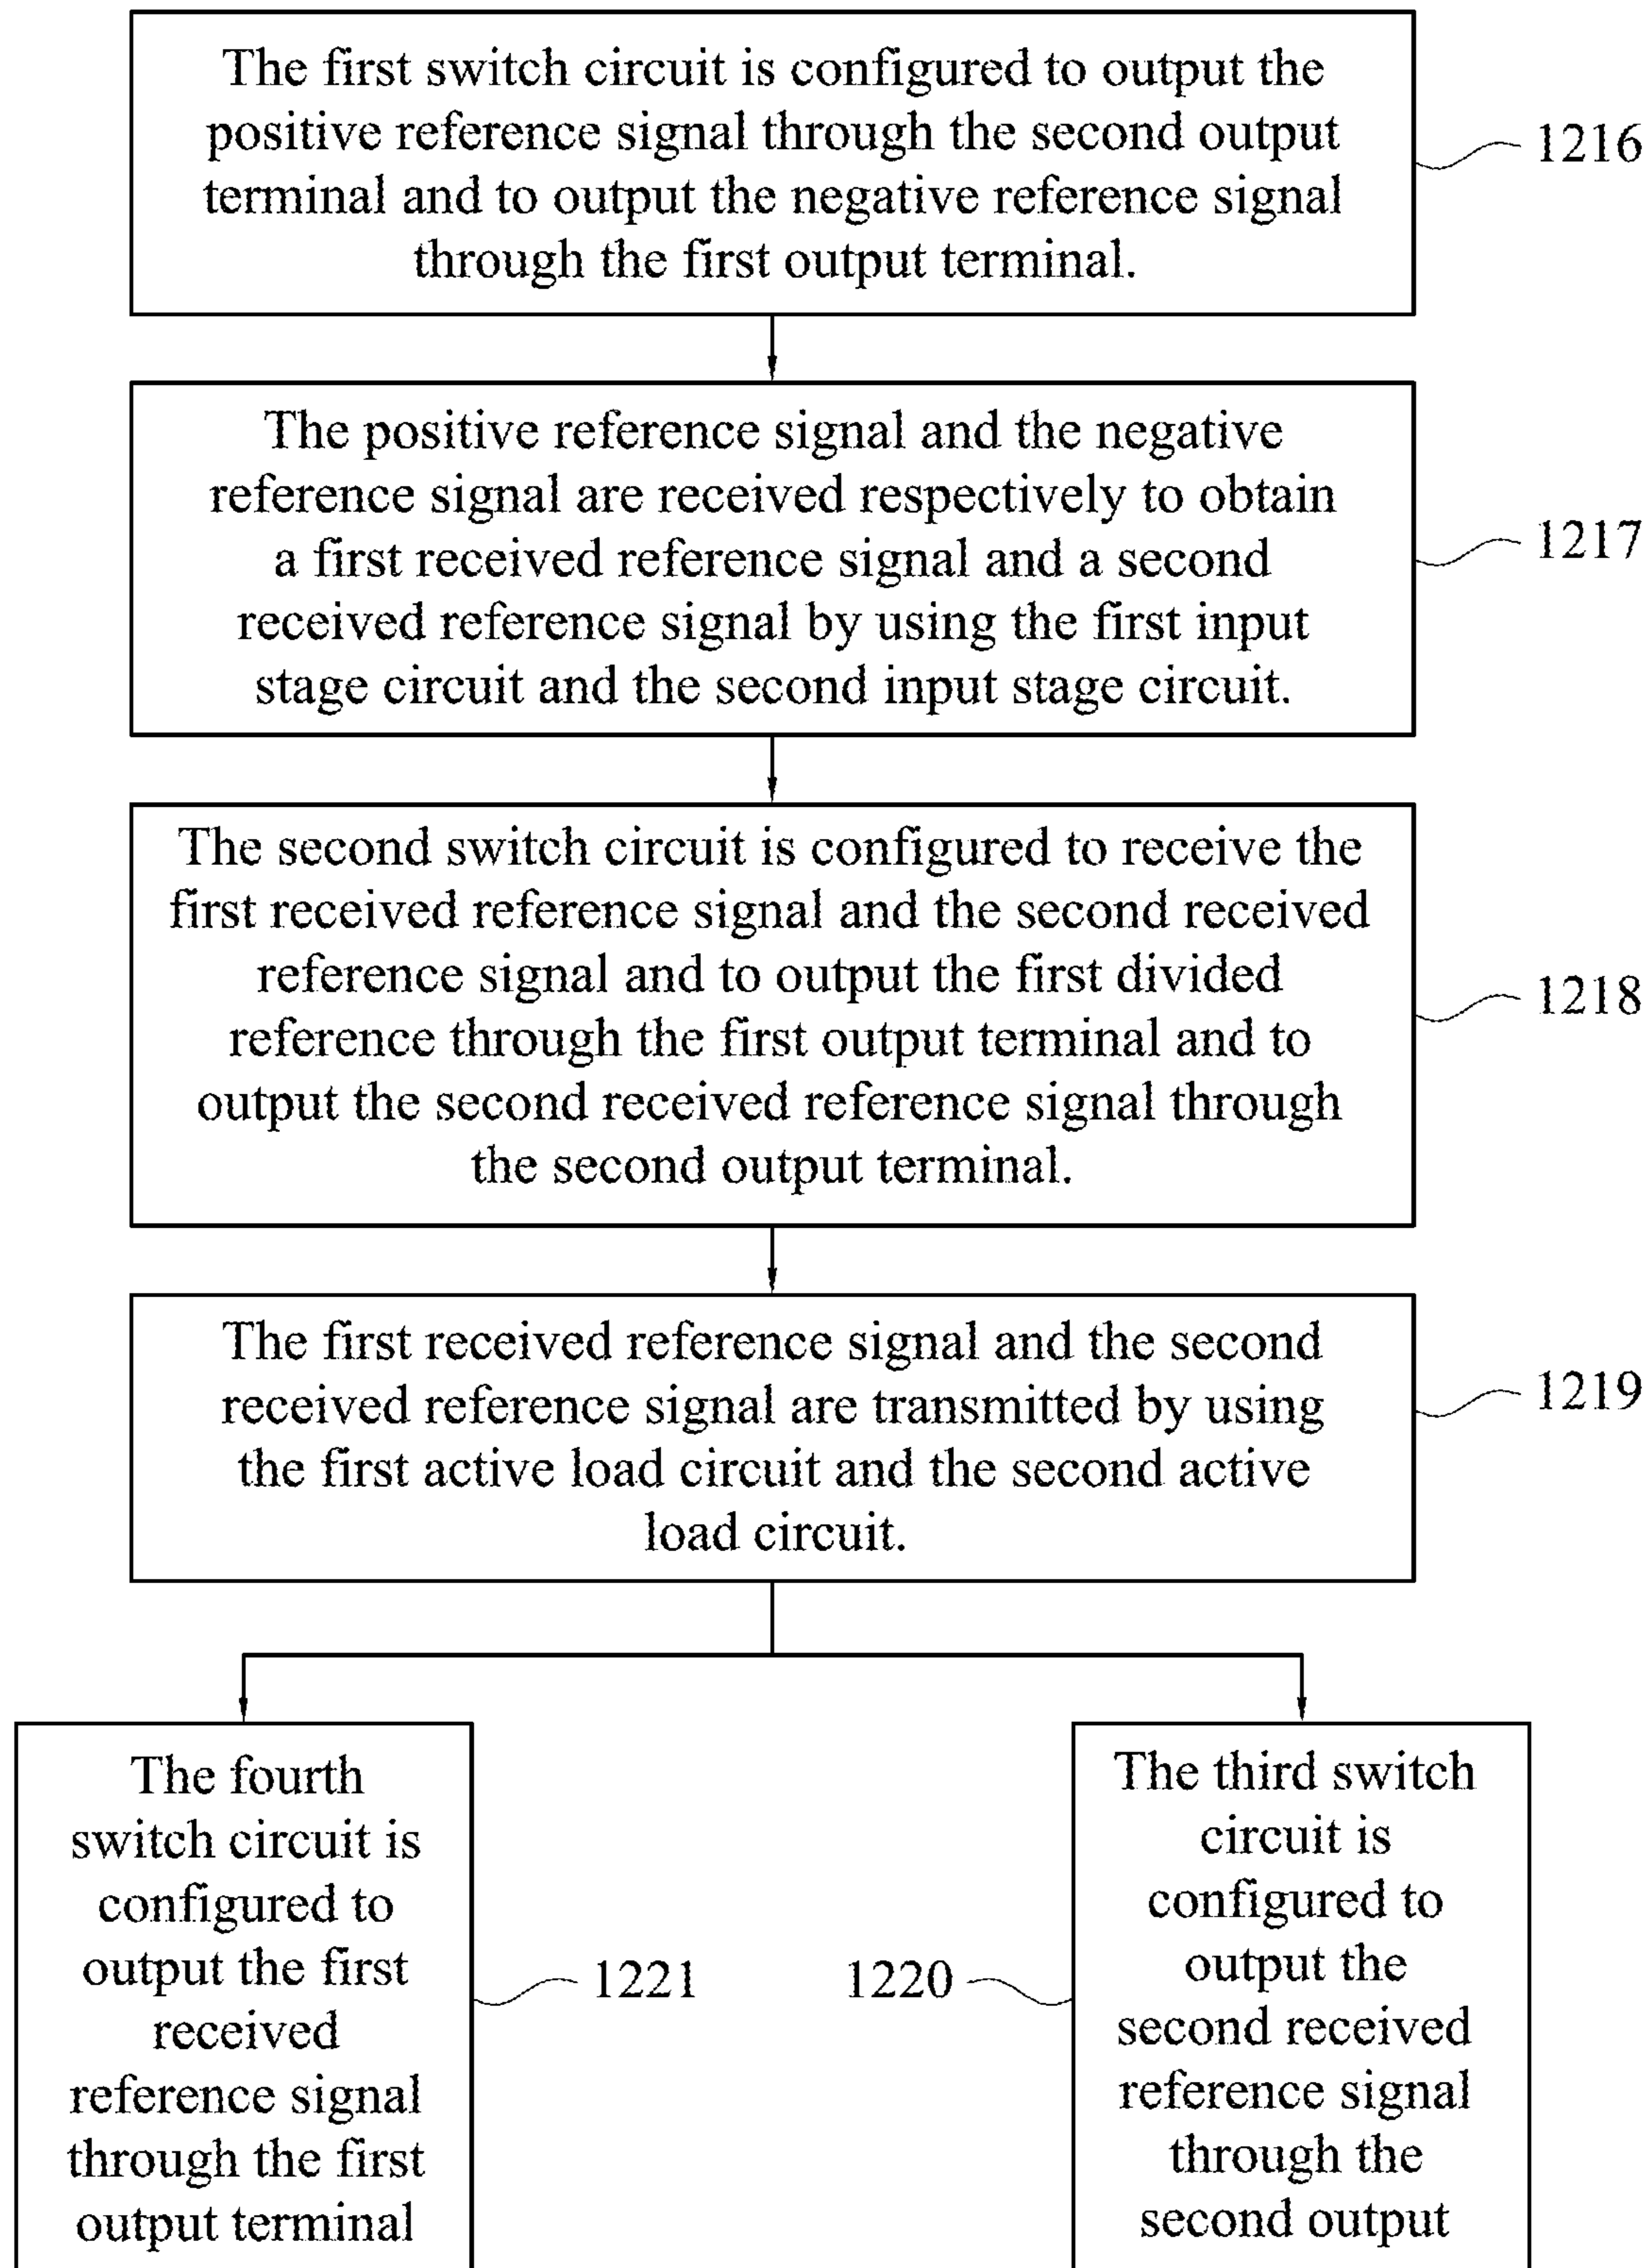 The first switch circuit is configured to output the
positive reference signal through the second output
terminal and to output the negative reference signal
through the first output terminal.
1216
The positive reference signal and the negative
reference signal are received respectively to obtain
a first received reference signal and a second
received reference signal by using the first input
stage circuit and the second input stage circuit.
1217
The second switch circuit is configured to receive the
first received reference signal and the second received
reference signal and to output the first divided
reference through the first output terminal and to
output the second received reference signal through
the second output terminal.
1218
The first received reference signal and the second
received reference signal are transmitted by using
the first active load circuit and the second active
load circuit.
1219
The fourth
switch circuit is
configured to
output the first
received
reference signal
through the first
output terminal
1221
1220
The third switch
circuit is
configured to
output the
second received
reference signal
through the
second output